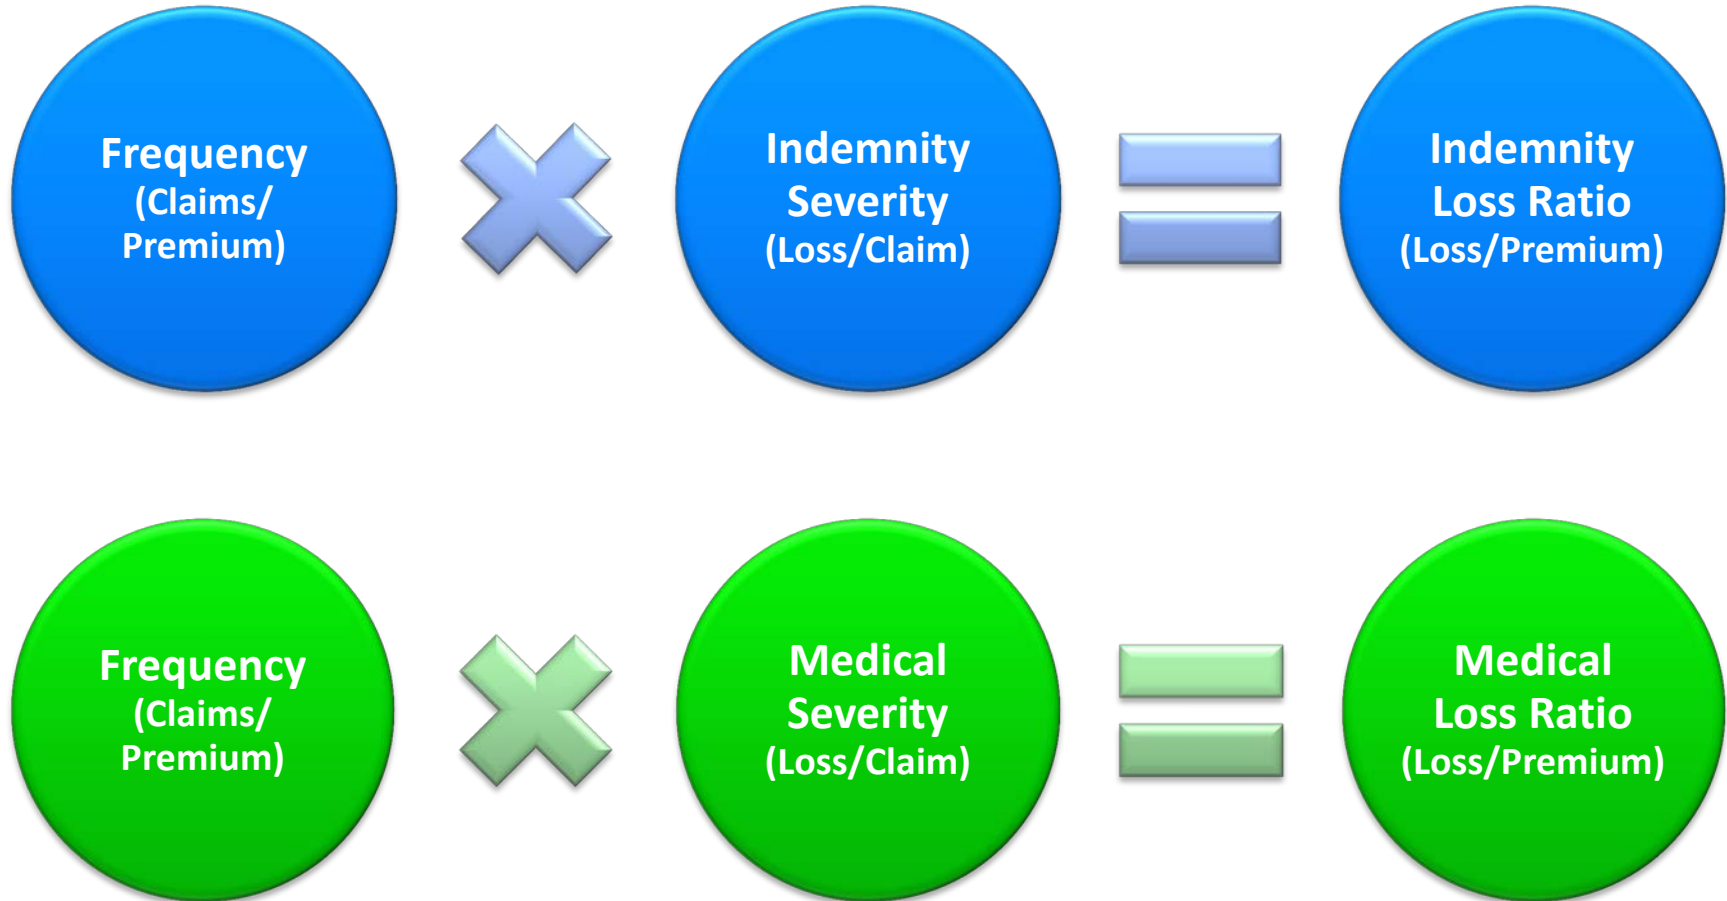 Frequency
(Claims/
Premium)
Indemnity
Severity
(Loss/Claim)
Indemnity
Loss Ratio
(Loss/Premium)
Frequency
(Claims/
Premium)
Medical
Severity
(Loss/Claim)
Medical
Loss Ratio
(Loss/Premium)